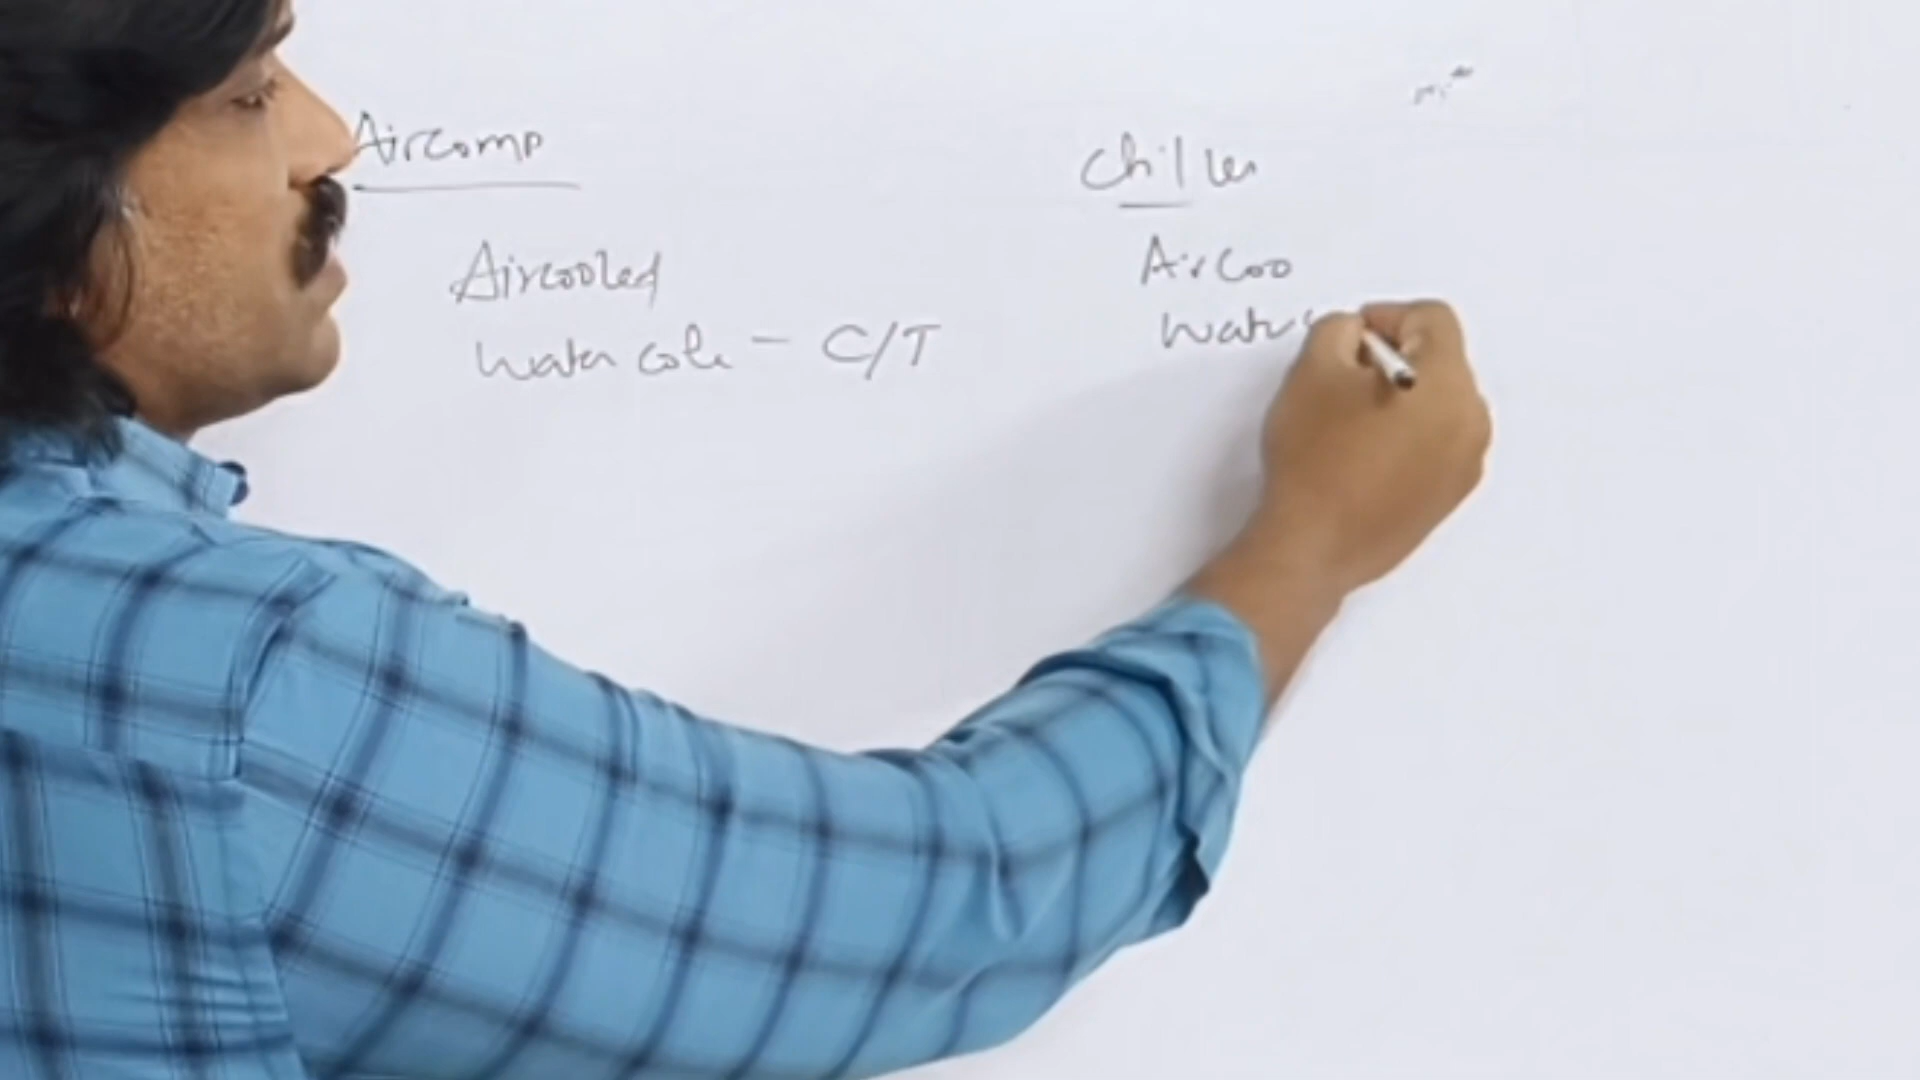 Aircomp
Aircooled
Water cole - C/T
Chiller
Aircoo
Water